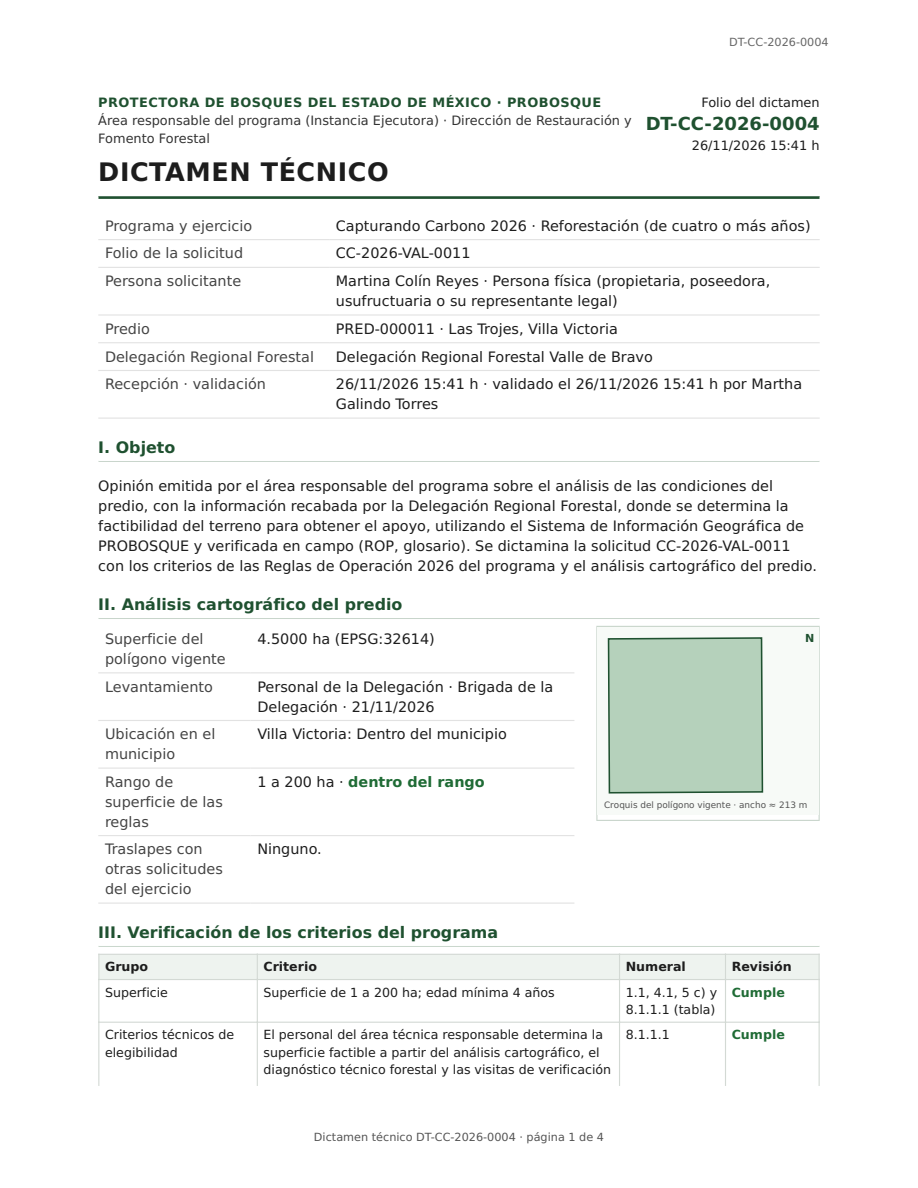 DT-CC-2026-0004
PROTECTORA DE BOSQUES DEL ESTADO DE MÉXICO · PROBOSQUE
Área responsable del programa (Instancia Ejecutora) · Dirección de Restauración y
Fomento Forestal
DICTAMEN TÉCNICO
Folio del dictamen
DT-CC-2026-0004
26/11/2026 15:41 h
Programa y ejercicio Capturando Carbono 2026 · Reforestación (de cuatro o más años)
Folio de la solicitud CC-2026-VAL-0011
Persona solicitante Martina Colín Reyes · Persona física (propietaria, poseedora,
usufructuaria o su representante legal)
Predio PRED-000011 · Las Trojes, Villa Victoria
Delegación Regional Forestal Delegación Regional Forestal Valle de Bravo
Recepción · validación 26/11/2026 15:41 h · validado el 26/11/2026 15:41 h por Martha
Galindo Torres
I. Objeto
Opinión emitida por el área responsable del programa sobre el análisis de las condiciones del
predio, con la información recabada por la Delegación Regional Forestal, donde se determina la
factibilidad del terreno para obtener el apoyo, utilizando el Sistema de Información Geográfica de
PROBOSQUE y verificada en campo (ROP, glosario). Se dictamina la solicitud CC-2026-VAL-0011
con los criterios de las Reglas de Operación 2026 del programa y el análisis cartográfico del predio.
II. Análisis cartográfico del predio
Superficie del 4.5000 ha (EPSG:32614)
polígono vigente
Levantamiento Personal de la Delegación · Brigada de la
Delegación · 21/11/2026
Ubicación en el Villa Victoria: Dentro del municipio
municipio
Rango de 1 a 200 ha · dentro del rango
superficie de las
reglas
Traslapes con Ninguno.
otras solicitudes
del ejercicio
N
Croquis del polígono vigente · ancho ≈ 213 m
III. Verificación de los criterios del programa
Grupo Criterio Numeral Revisión
Superficie Superficie de 1 a 200 ha; edad mínima 4 años 1.1, 4.1, 5 c) y Cumple
8.1.1.1 (tabla)
Criterios técnicos de El personal del área técnica responsable determina la 8.1.1.1 Cumple
elegibilidad superficie factible a partir del análisis cartográfico, el
diagnóstico técnico forestal y las visitas de verificación
Dictamen técnico DT-CC-2026-0004 · página 1 de 4